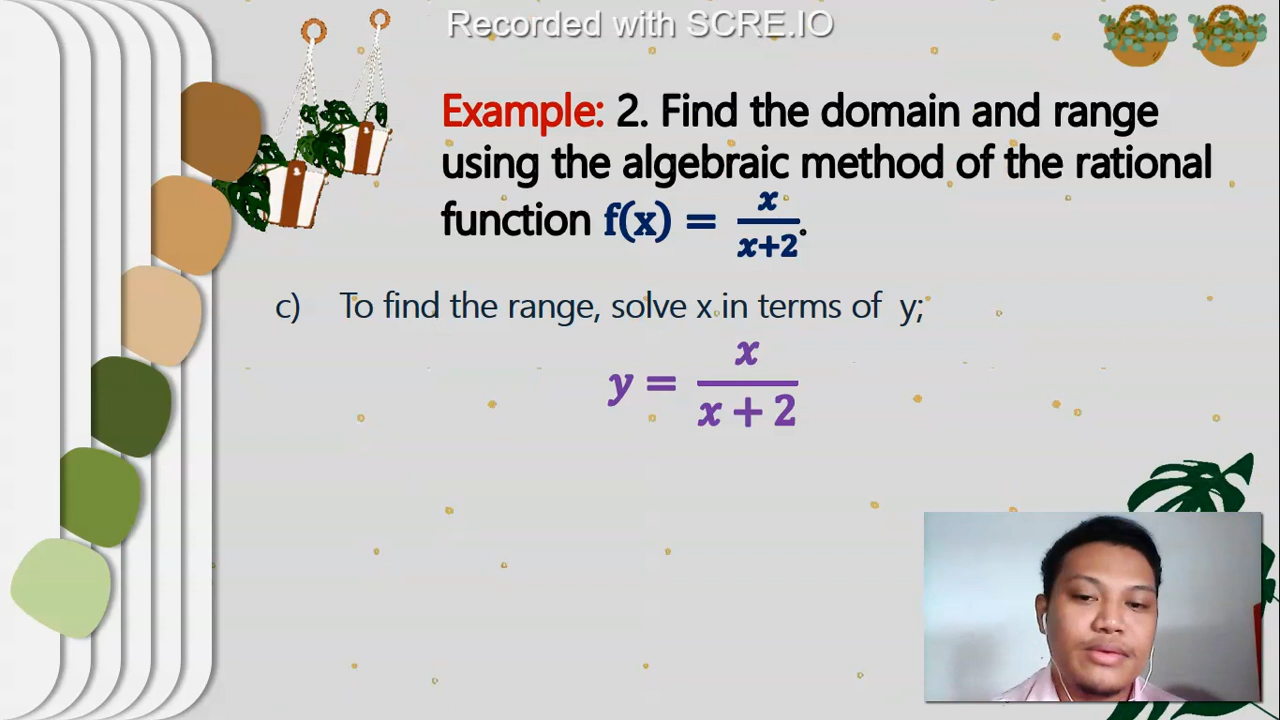 Recorded with SCRE.IO
Example: 2. Find the domain and range
using the algebraic method of the rational
function f(x) = x/(x+2).
c) To find the range, solve x in terms of y;
y = x/(x + 2)